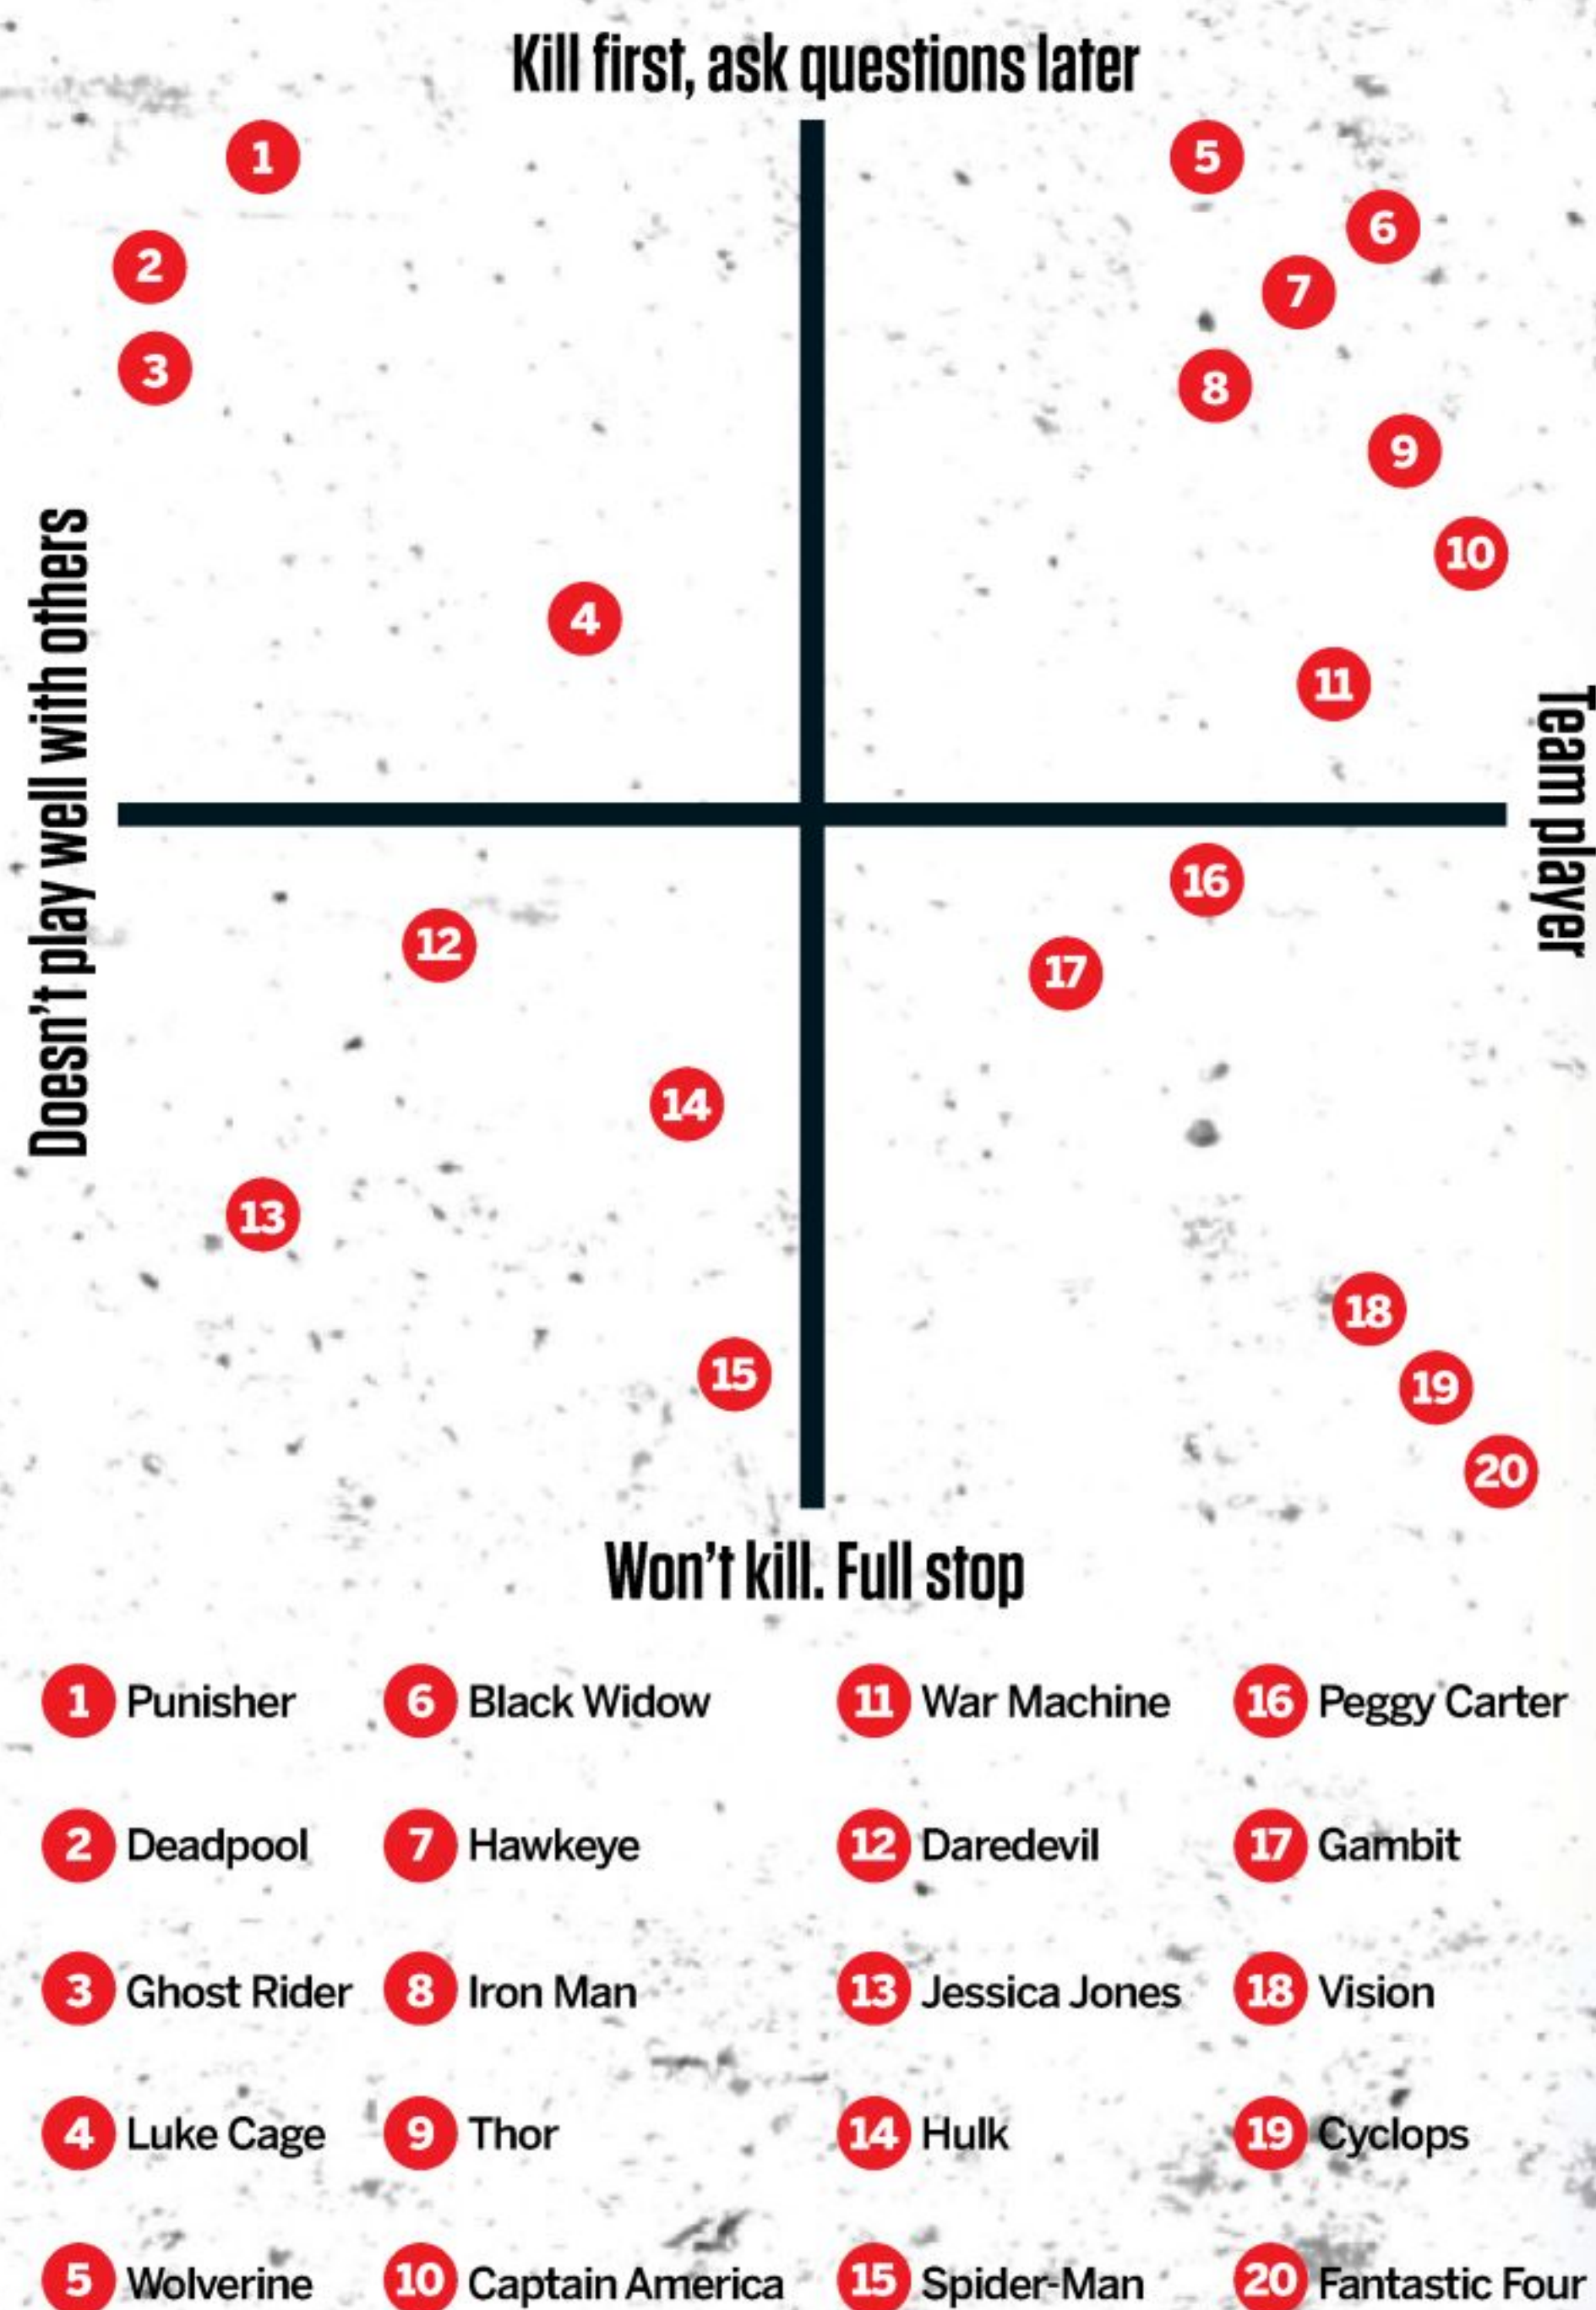 Kill first, ask questions later
1
5
6
2
7
3
8
9
10
4
11
Doesn't play well with others
Team player
16
12
17
14
13
18
15
19
20
Won't kill. Full stop
1 Punisher
6 Black Widow
11 War Machine
16 Peggy Carter
2 Deadpool
7 Hawkeye
12 Daredevil
17 Gambit
3 Ghost Rider
8 Iron Man
13 Jessica Jones
18 Vision
4 Luke Cage
9 Thor
14 Hulk
19 Cyclops
5 Wolverine
10 Captain America
15 Spider-Man
20 Fantastic Four